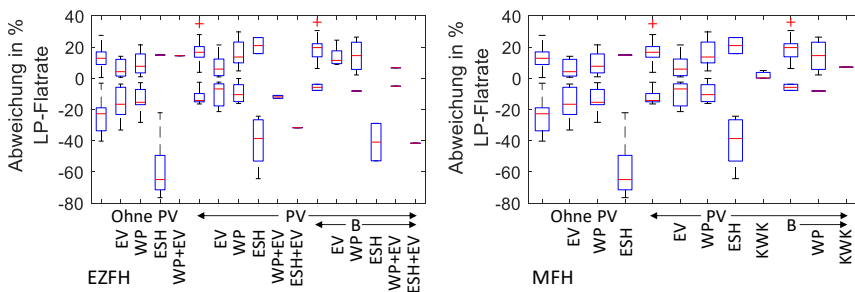 Abweichung in %
LP-Flatrate
40
20
0
-20
-40
-60
-80
Ohne PV
PV
B
EV
WP
ESH
WP+EV
EV
WP
ESH
WP+EV
ESH+EV
EV
WP
ESH
WP+EV
ESH+EV
EZFH
Abweichung in %
LP-Flatrate
40
20
0
-20
-40
-60
-80
Ohne PV
PV
B
EV
WP
ESH
EV
WP
ESH
KWK
WP
KWK
MFH